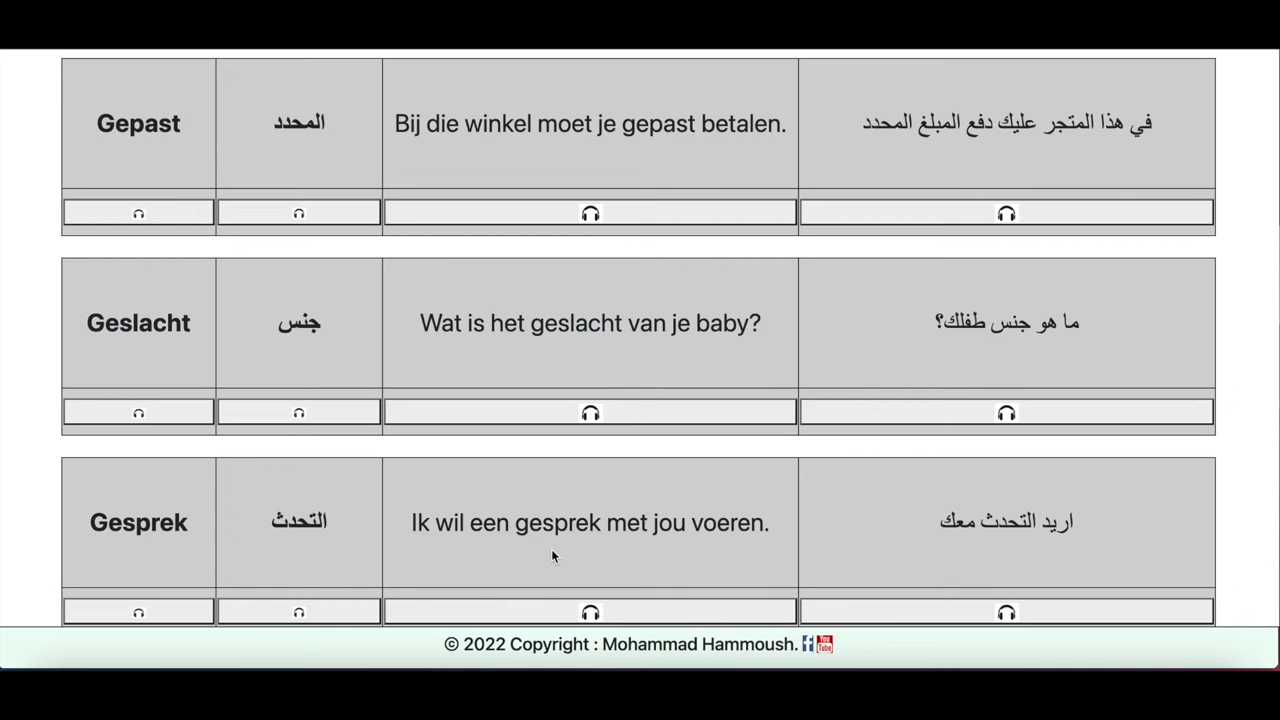 Gepast
المحدد
Bij die winkel moet je gepast betalen.
في هذا المتجر عليك دفع المبلغ المحدد
Geslacht
جنس
Wat is het geslacht van je baby?
ما هو جنس طفلك؟
Gesprek
التحدث
Ik wil een gesprek met jou voeren.
اريد التحدث معك
© 2022 Copyright : Mohammad Hammoush. f You Tube